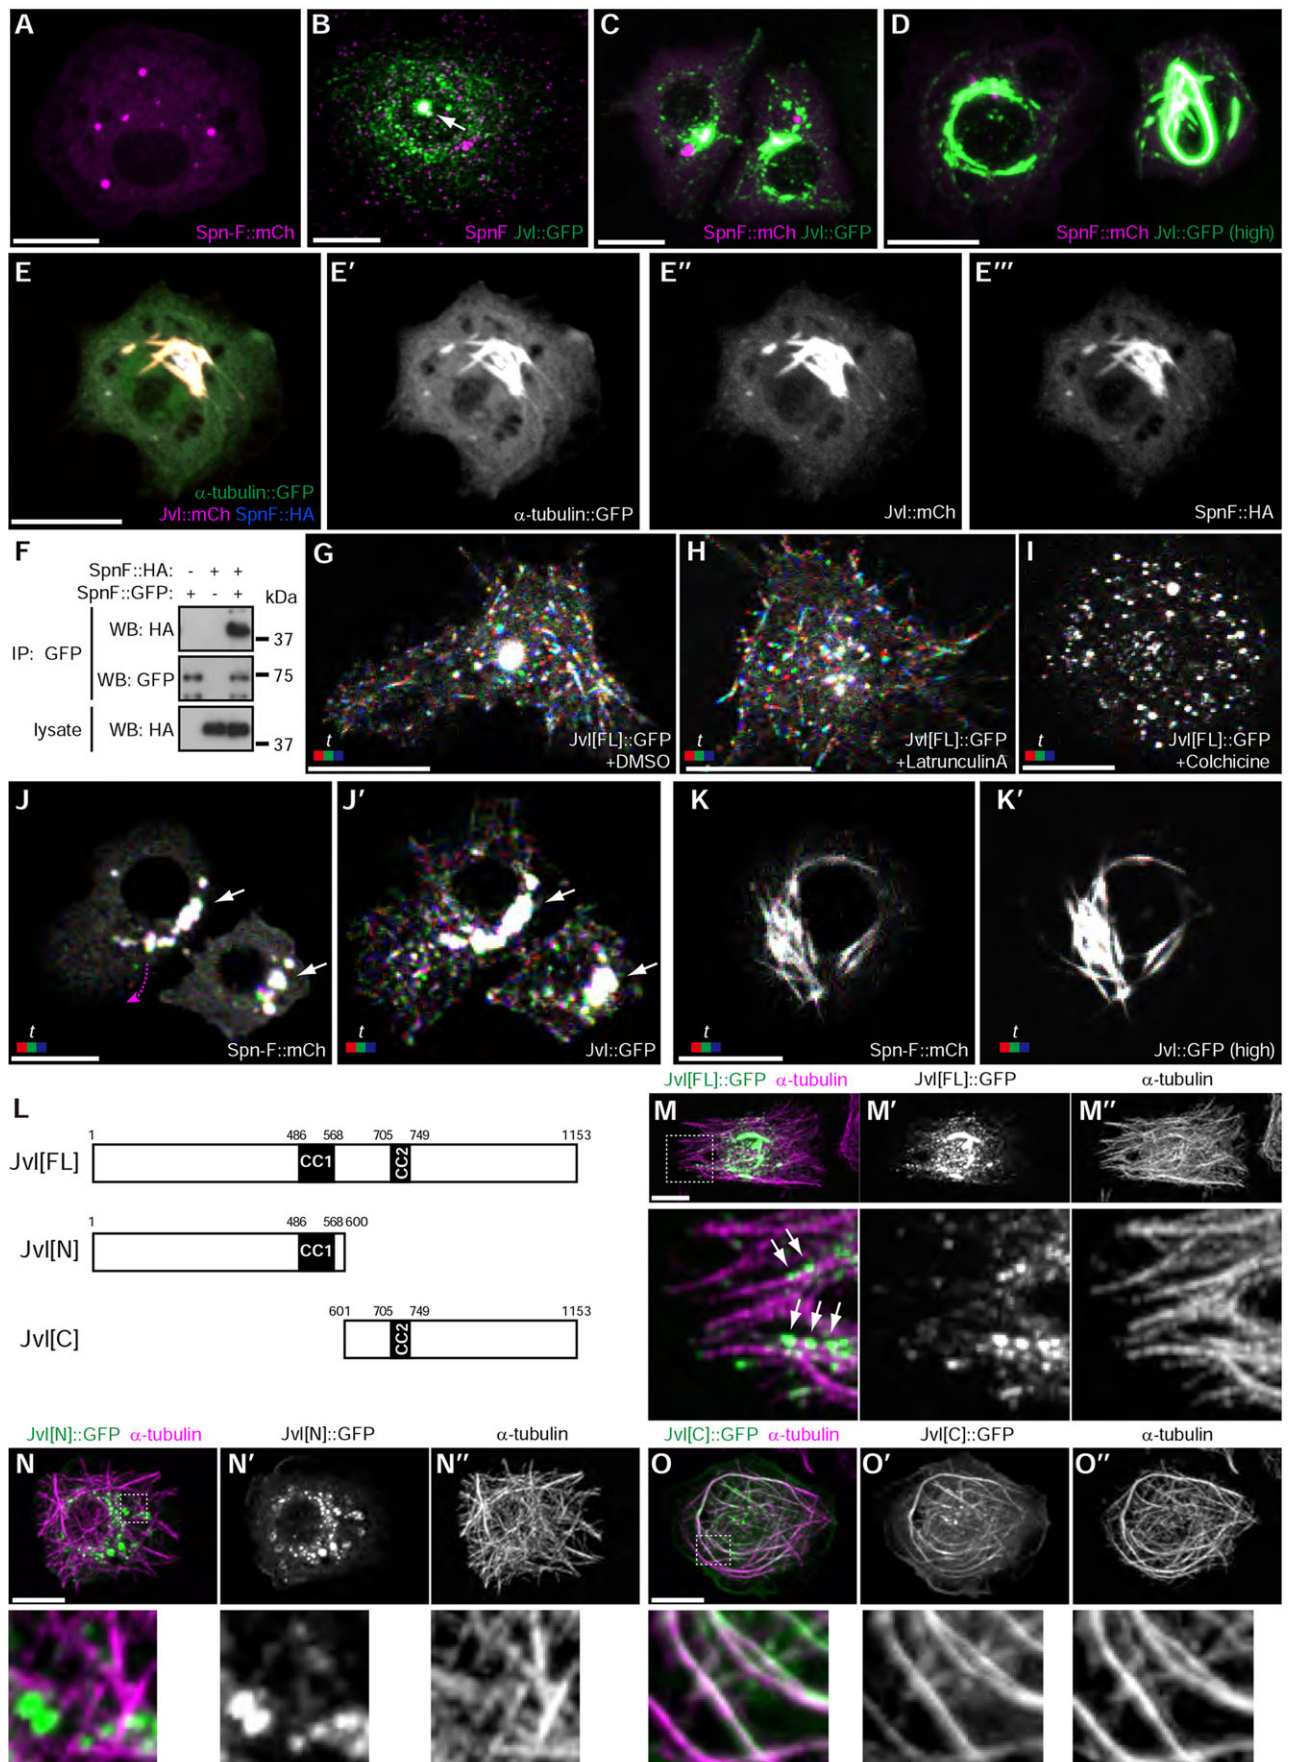 A
Spn-F::mCh
B
SpnF Jvl::GFP
C
SpnF::mCh Jvl::GFP
D
SpnF::mCh Jvl::GFP (high)
E
α-tubulin::GFP
Jvl::mCh SpnF::HA
E′
α-tubulin::GFP
E″
Jvl::mCh
E‴
SpnF::HA
F
SpnF::HA: - + +
SpnF::GFP: + - +
kDa
IP: GFP
WB: HA
37
WB: GFP
75
lysate
WB: HA
37
G
t
Jvl[FL]::GFP
+DMSO
H
t
Jvl[FL]::GFP
+LatrunculinA
I
t
Jvl[FL]::GFP
+Colchicine
J
t
Spn-F::mCh
J′
t
Jvl::GFP
K
t
Spn-F::mCh
K′
t
Jvl::GFP (high)
L
1 486 568 705 749 1153
Jvl[FL] CC1 CC2
1 486 568 600
Jvl[N] CC1
601 705 749 1153
Jvl[C] CC2
Jvl[FL]::GFP α-tubulin
Jvl[FL]::GFP
α-tubulin
M
M′
M″
Jvl[N]::GFP α-tubulin
Jvl[N]::GFP
α-tubulin
N
N′
N″
Jvl[C]::GFP α-tubulin
Jvl[C]::GFP
α-tubulin
O
O′
O″